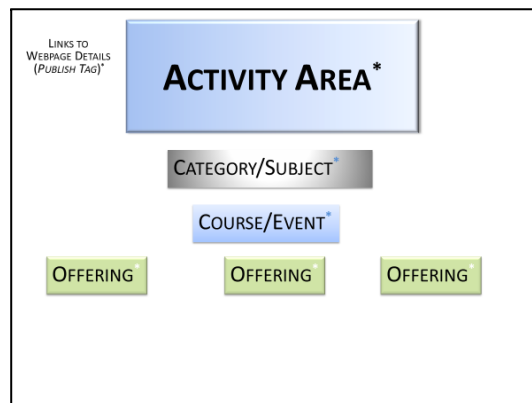 LINKS TO
WEBPAGE DETAILS
(PUBLISH TAG)*
ACTIVITY AREA*
CATEGORY/SUBJECT*
COURSE/EVENT*
OFFERING* OFFERING* OFFERING*